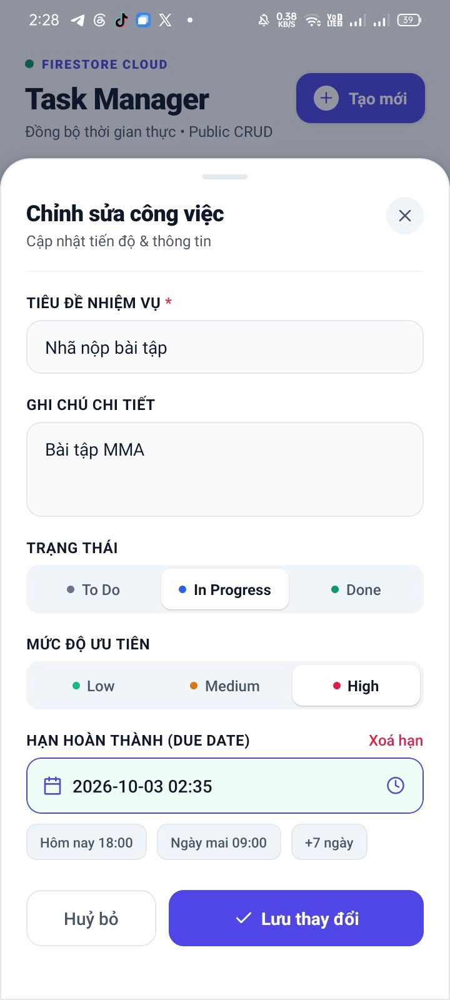 2:28
0.38 KB/S
VoD LTE2
39
FIRESTORE CLOUD
Task Manager
Tạo mới
Đồng bộ thời gian thực • Public CRUD
Chỉnh sửa công việc
Cập nhật tiến độ & thông tin
TIÊU ĐỀ NHIỆM VỤ *
Nhã nộp bài tập
GHI CHÚ CHI TIẾT
Bài tập MMA
TRẠNG THÁI
To Do
In Progress
Done
MỨC ĐỘ ƯU TIÊN
Low
Medium
High
HẠN HOÀN THÀNH (DUE DATE)
Xoá hạn
2026-10-03 02:35
Hôm nay 18:00
Ngày mai 09:00
+7 ngày
Huỷ bỏ
Lưu thay đổi